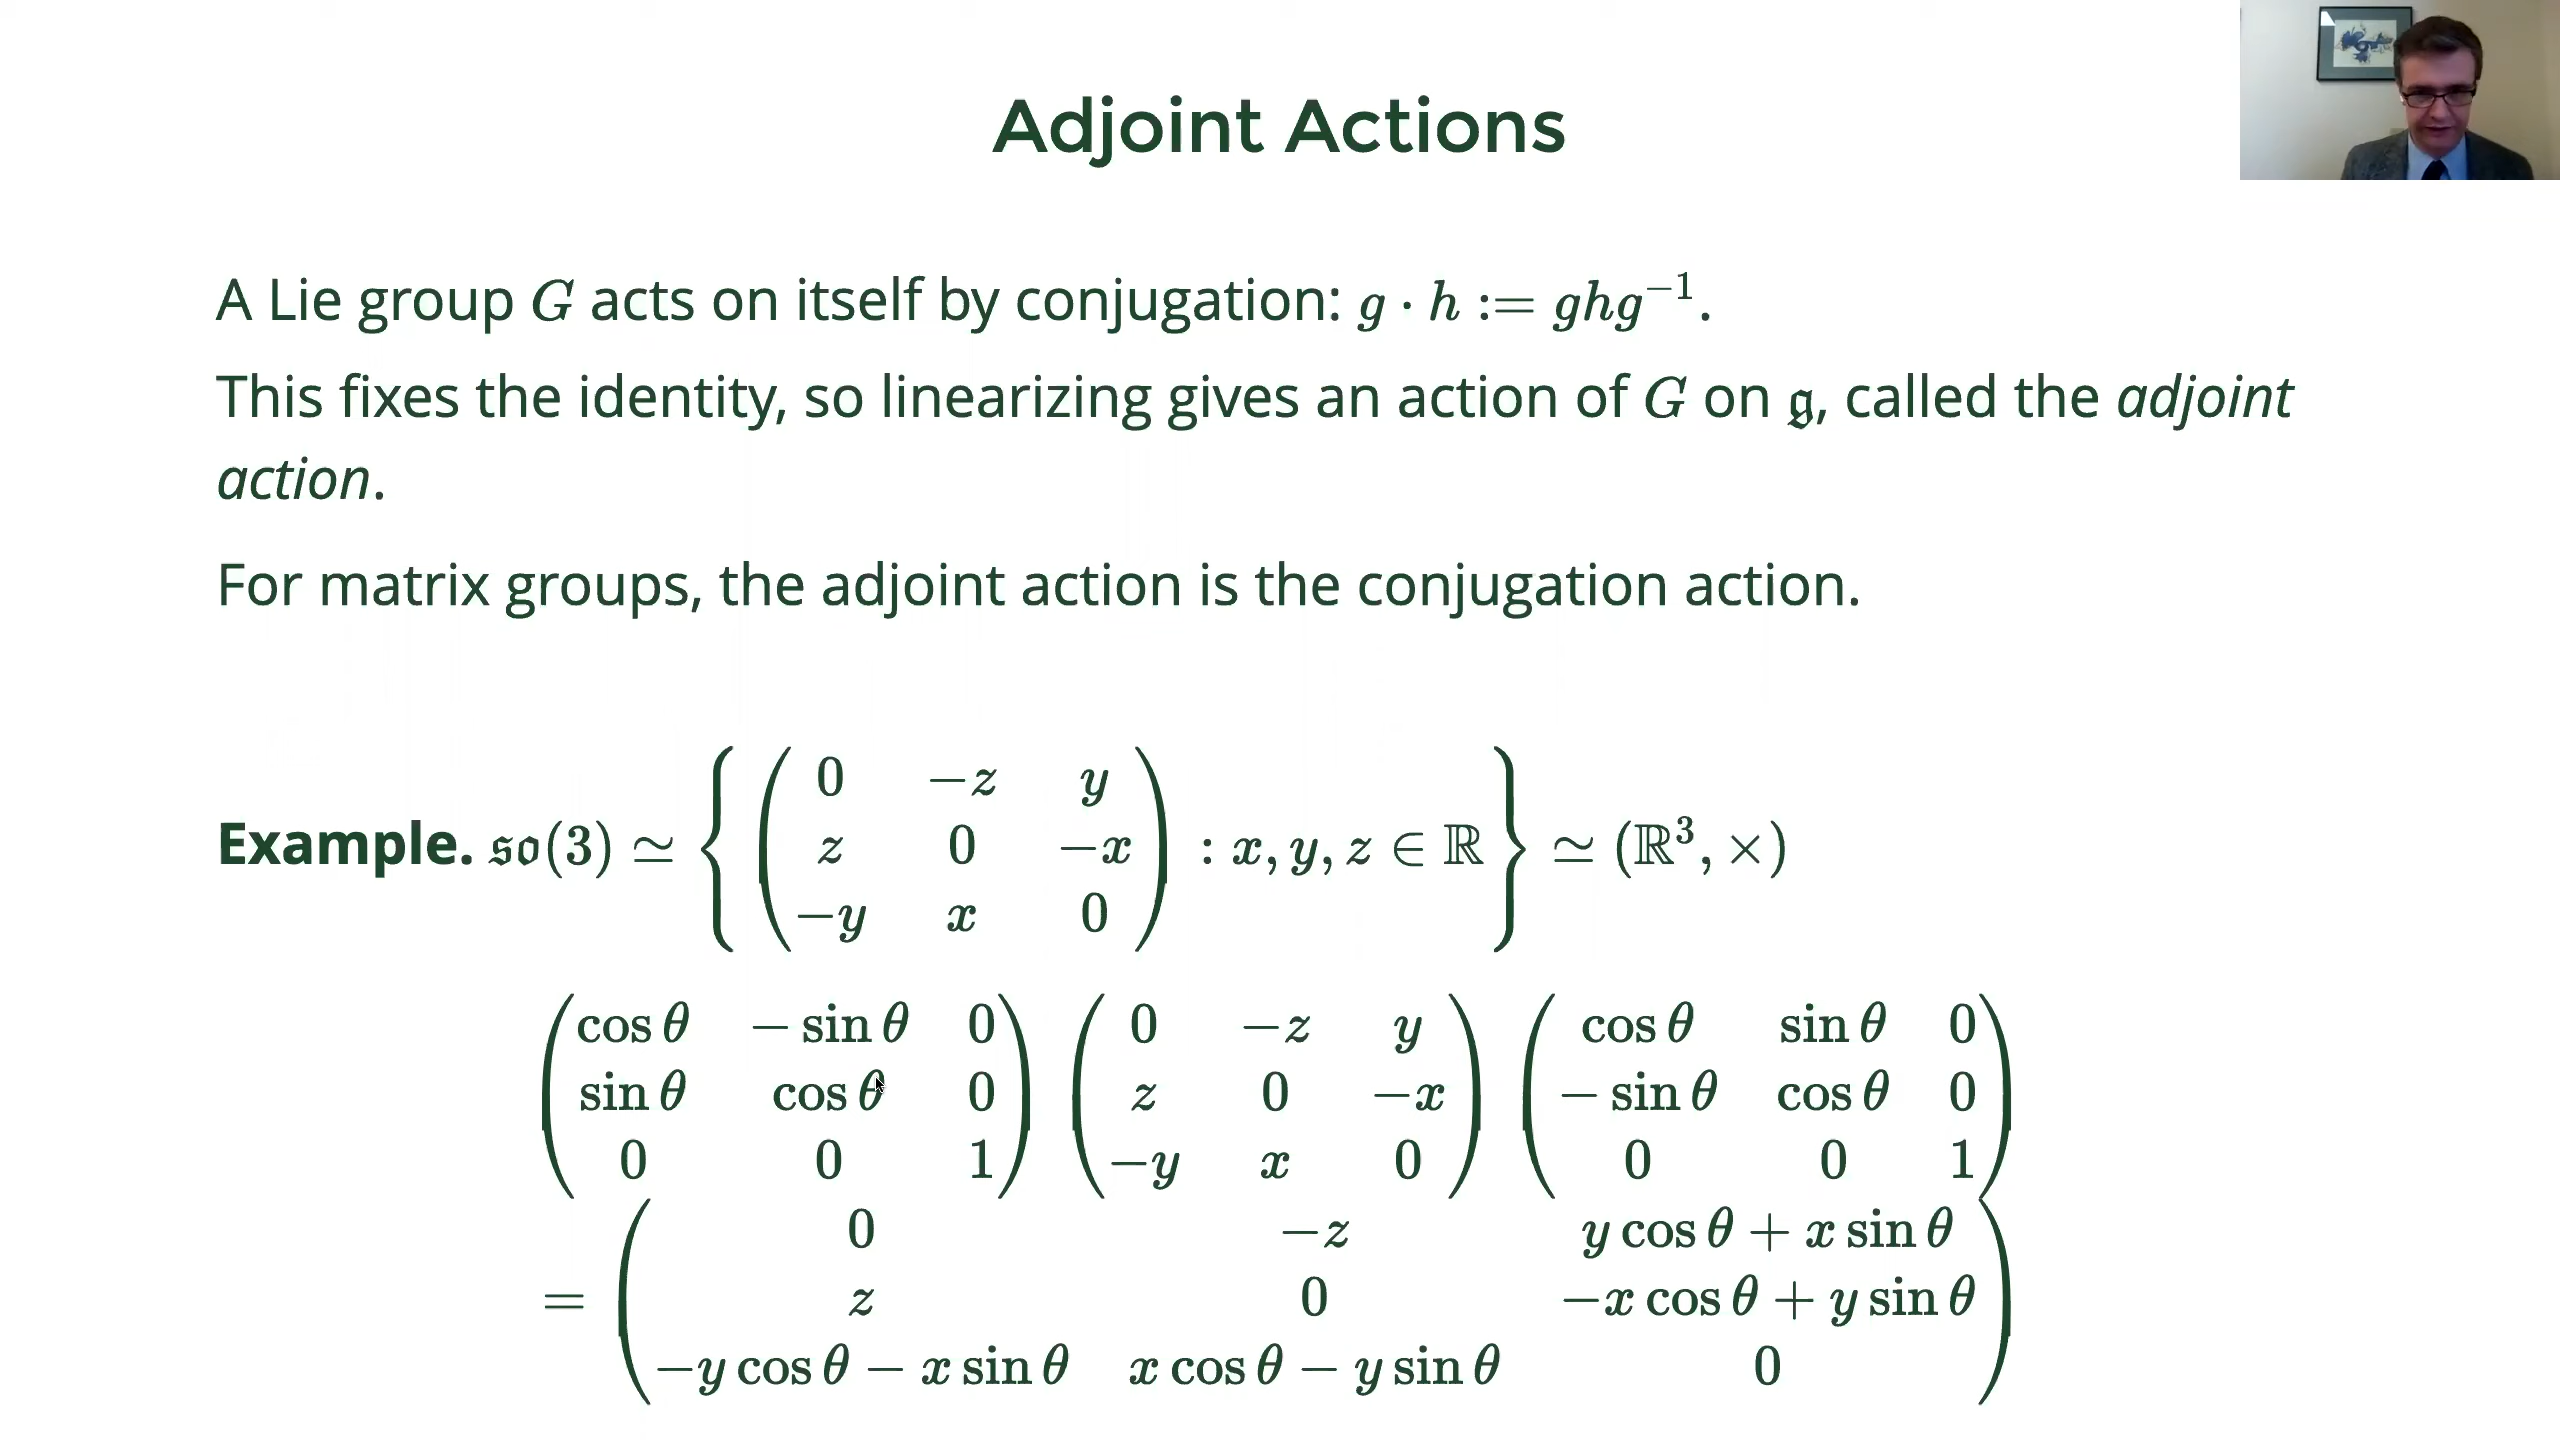 Adjoint Actions
A Lie group G acts on itself by conjugation: g · h := ghg⁻¹.
This fixes the identity, so linearizing gives an action of G on 𝔤, called the adjoint
action.
For matrix groups, the adjoint action is the conjugation action.
Example. 𝔰𝔬(3) ≃ { ( 0 −z y ; z 0 −x ; −y x 0 ) : x, y, z ∈ ℝ } ≃ (ℝ³, ×)
( cos θ − sin θ 0 ; sin θ cos θ 0 ; 0 0 1 ) ( 0 −z y ; z 0 −x ; −y x 0 ) ( cos θ sin θ 0 ; − sin θ cos θ 0 ; 0 0 1 )
= ( 0 −z y cos θ + x sin θ ; z 0 −x cos θ + y sin θ ; −y cos θ − x sin θ x cos θ − y sin θ 0 )